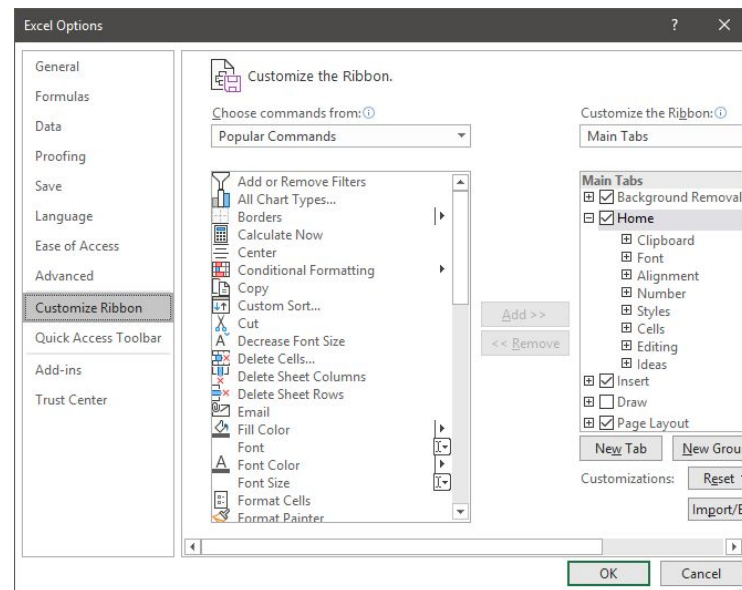 Excel Options
?
General
Formulas
Data
Proofing
Save
Language
Ease of Access
Advanced
Customize Ribbon
Quick Access Toolbar
Add-ins
Trust Center
Customize the Ribbon.
Choose commands from:
Popular Commands
Add or Remove Filters
All Chart Types...
Borders
Calculate Now
Center
Conditional Formatting
Copy
Custom Sort...
Cut
Decrease Font Size
Delete Cells...
Delete Sheet Columns
Delete Sheet Rows
Email
Fill Color
Font
Font Color
Font Size
Format Cells
Format Painter
Add >>
<< Remove
Customize the Ribbon:
Main Tabs
Main Tabs
Background Removal
Home
Clipboard
Font
Alignment
Number
Styles
Cells
Editing
Ideas
Insert
Draw
Page Layout
New Tab
New Grou
Customizations:
Reset
Import/E
OK
Cancel